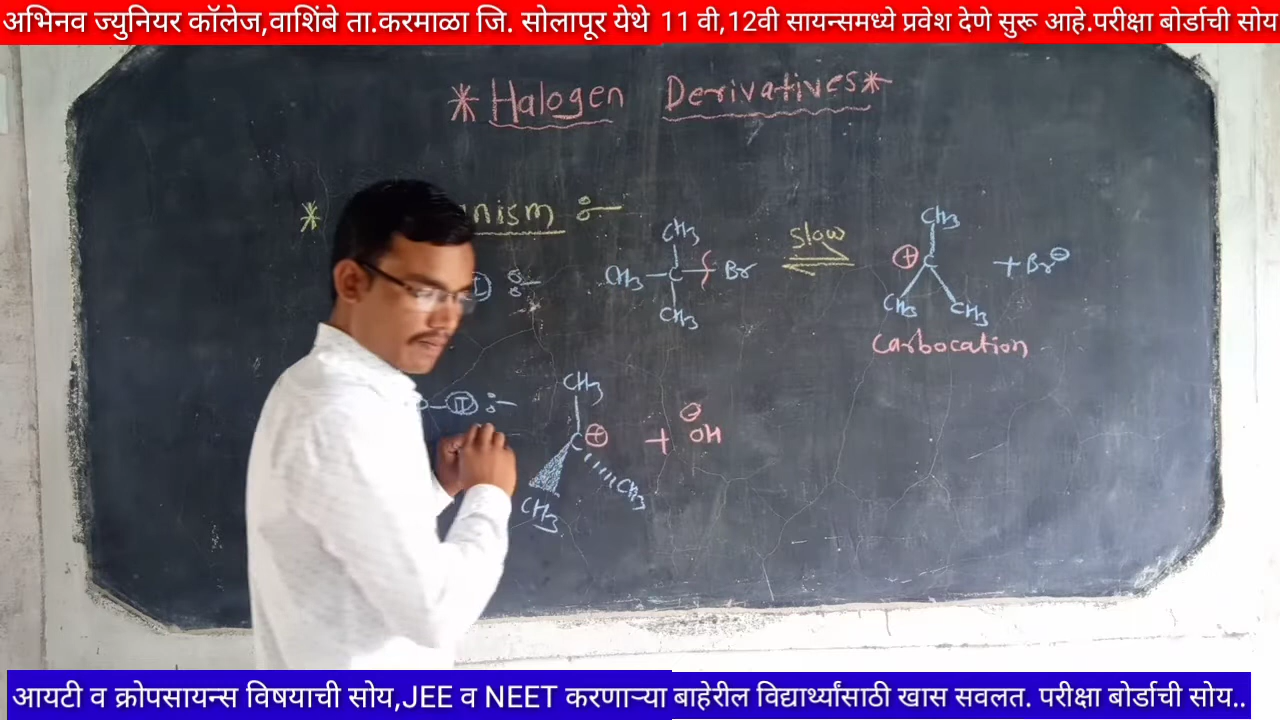 अभिनव ज्युनियर कॉलेज,वाशिंबे ता.करमाळा जि. सोलापूर येथे 11 वी,12वी सायन्समध्ये प्रवेश देणे सुरू आहे.परीक्षा बोर्डाची सोय
* Halogen Derivatives *
* nism :-
CH3
CH3 - C - Br
CH3
slow
CH3
⊕ C
CH3 CH3
+ Br⊖
Carbocation
I :-
II :-
CH3
C ⊕
CH3 CH3
+ ⊖OH
आयटी व क्रोपसायन्स विषयाची सोय,JEE व NEET करणाऱ्या बाहेरील विद्यार्थ्यांसाठी खास सवलत. परीक्षा बोर्डाची सोय..